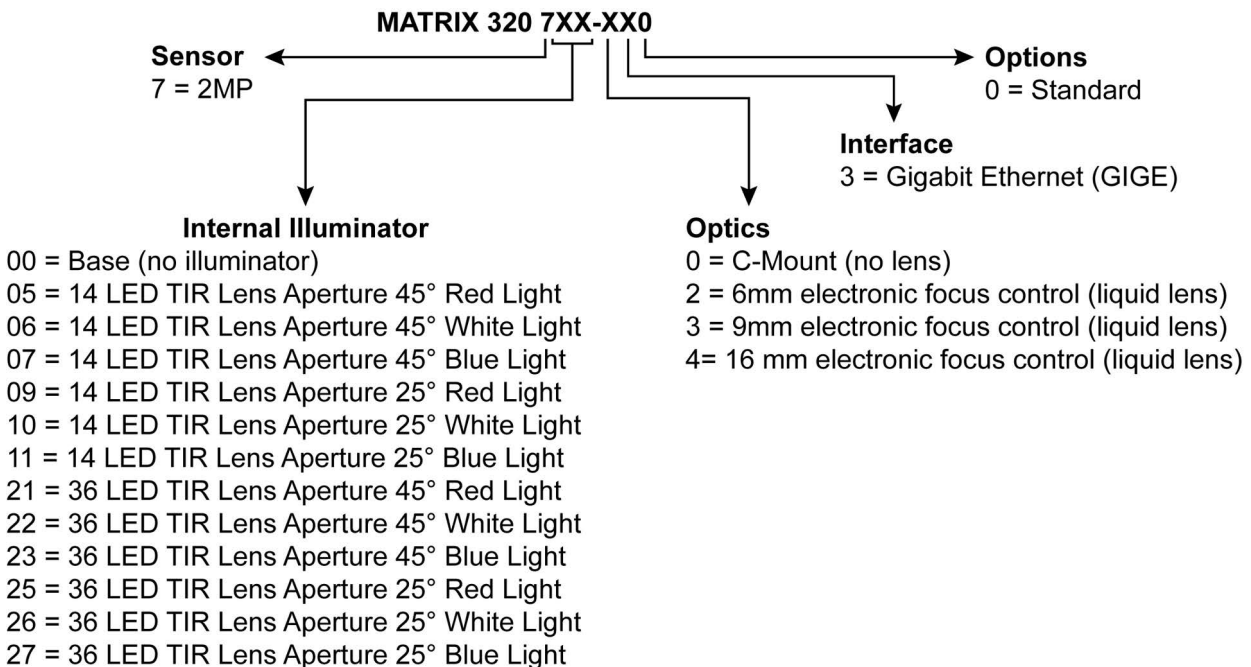 MATRIX 320 7XX-XX0
Sensor
7 = 2MP
Options
0 = Standard
Interface
3 = Gigabit Ethernet (GIGE)
Internal Illuminator
00 = Base (no illuminator)
05 = 14 LED TIR Lens Aperture 45° Red Light
06 = 14 LED TIR Lens Aperture 45° White Light
07 = 14 LED TIR Lens Aperture 45° Blue Light
09 = 14 LED TIR Lens Aperture 25° Red Light
10 = 14 LED TIR Lens Aperture 25° White Light
11 = 14 LED TIR Lens Aperture 25° Blue Light
21 = 36 LED TIR Lens Aperture 45° Red Light
22 = 36 LED TIR Lens Aperture 45° White Light
23 = 36 LED TIR Lens Aperture 45° Blue Light
25 = 36 LED TIR Lens Aperture 25° Red Light
26 = 36 LED TIR Lens Aperture 25° White Light
27 = 36 LED TIR Lens Aperture 25° Blue Light
Optics
0 = C-Mount (no lens)
2 = 6mm electronic focus control (liquid lens)
3 = 9mm electronic focus control (liquid lens)
4= 16 mm electronic focus control (liquid lens)